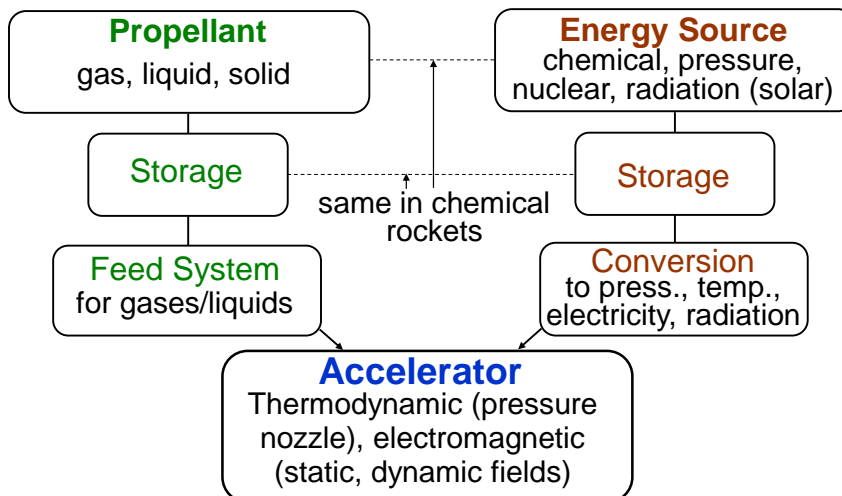 Propellant
gas, liquid, solid
Energy Source
chemical, pressure,
nuclear, radiation (solar)
Storage
Storage
same in chemical
rockets
Feed System
for gases/liquids
Conversion
to press., temp.,
electricity, radiation
Accelerator
Thermodynamic (pressure
nozzle), electromagnetic
(static, dynamic fields)